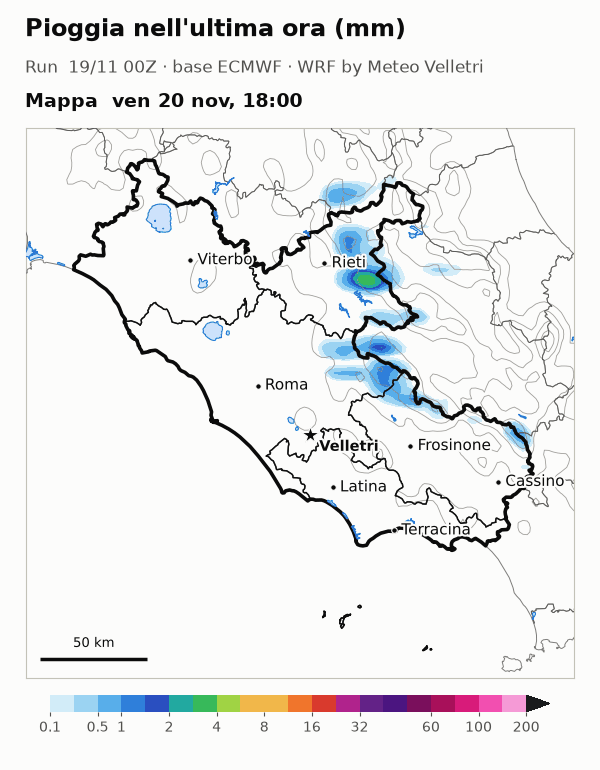 Pioggia nell'ultima ora (mm)
Run  19/11 00Z · base ECMWF · WRF by Meteo Velletri
Mappa  ven 20 nov, 18:00
Viterbo
Rieti
Roma
Velletri
Frosinone
Latina
Cassino
Terracina
50 km
0.1 0.5 1 2 4 8 16 32 60 100 200